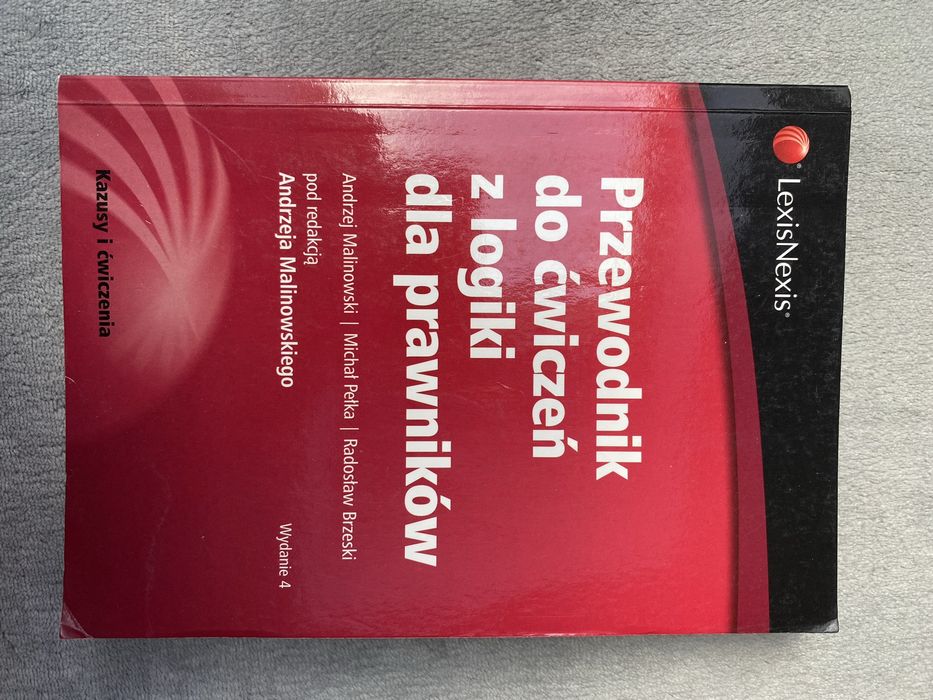 LexisNexis®
Przewodnik
do ćwiczeń
z logiki
dla prawników
Andrzej Malinowski | Michał Pełka | Radosław Brzeski
pod redakcją
Andrzeja Malinowskiego
Wydanie 4
Kazusy i ćwiczenia